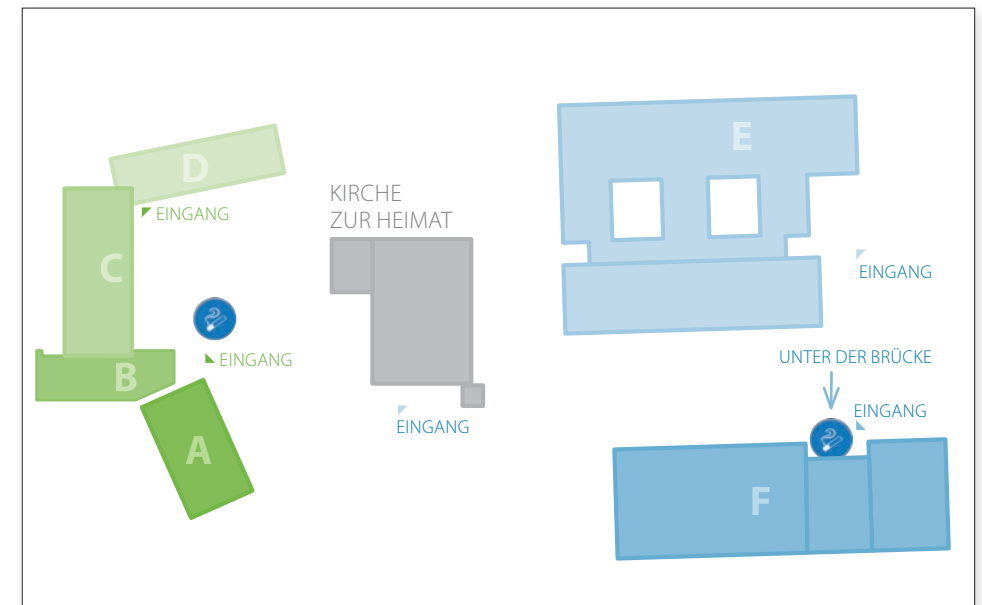 E
D
KIRCHE
ZUR HEIMAT
EINGANG
C
EINGANG
UNTER DER BRÜCKE
EINGANG
B
EINGANG
EINGANG
A
F